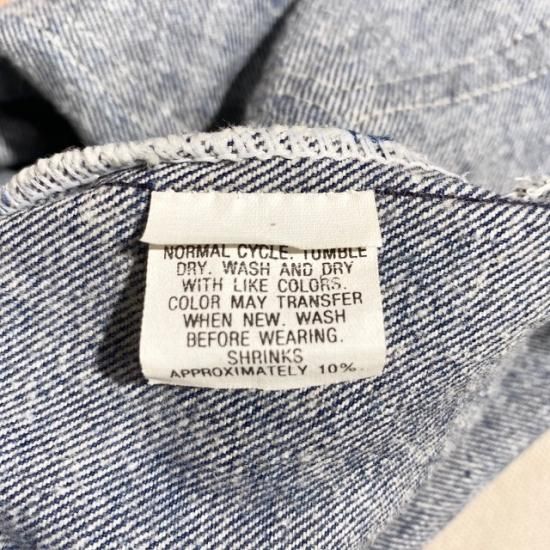 NORMAL CYCLE. TUMBLE
DRY. WASH AND DRY
WITH LIKE COLORS.
COLOR MAY TRANSFER
WHEN NEW. WASH
BEFORE WEARING.
SHRINKS
APPROXIMATELY 10%.